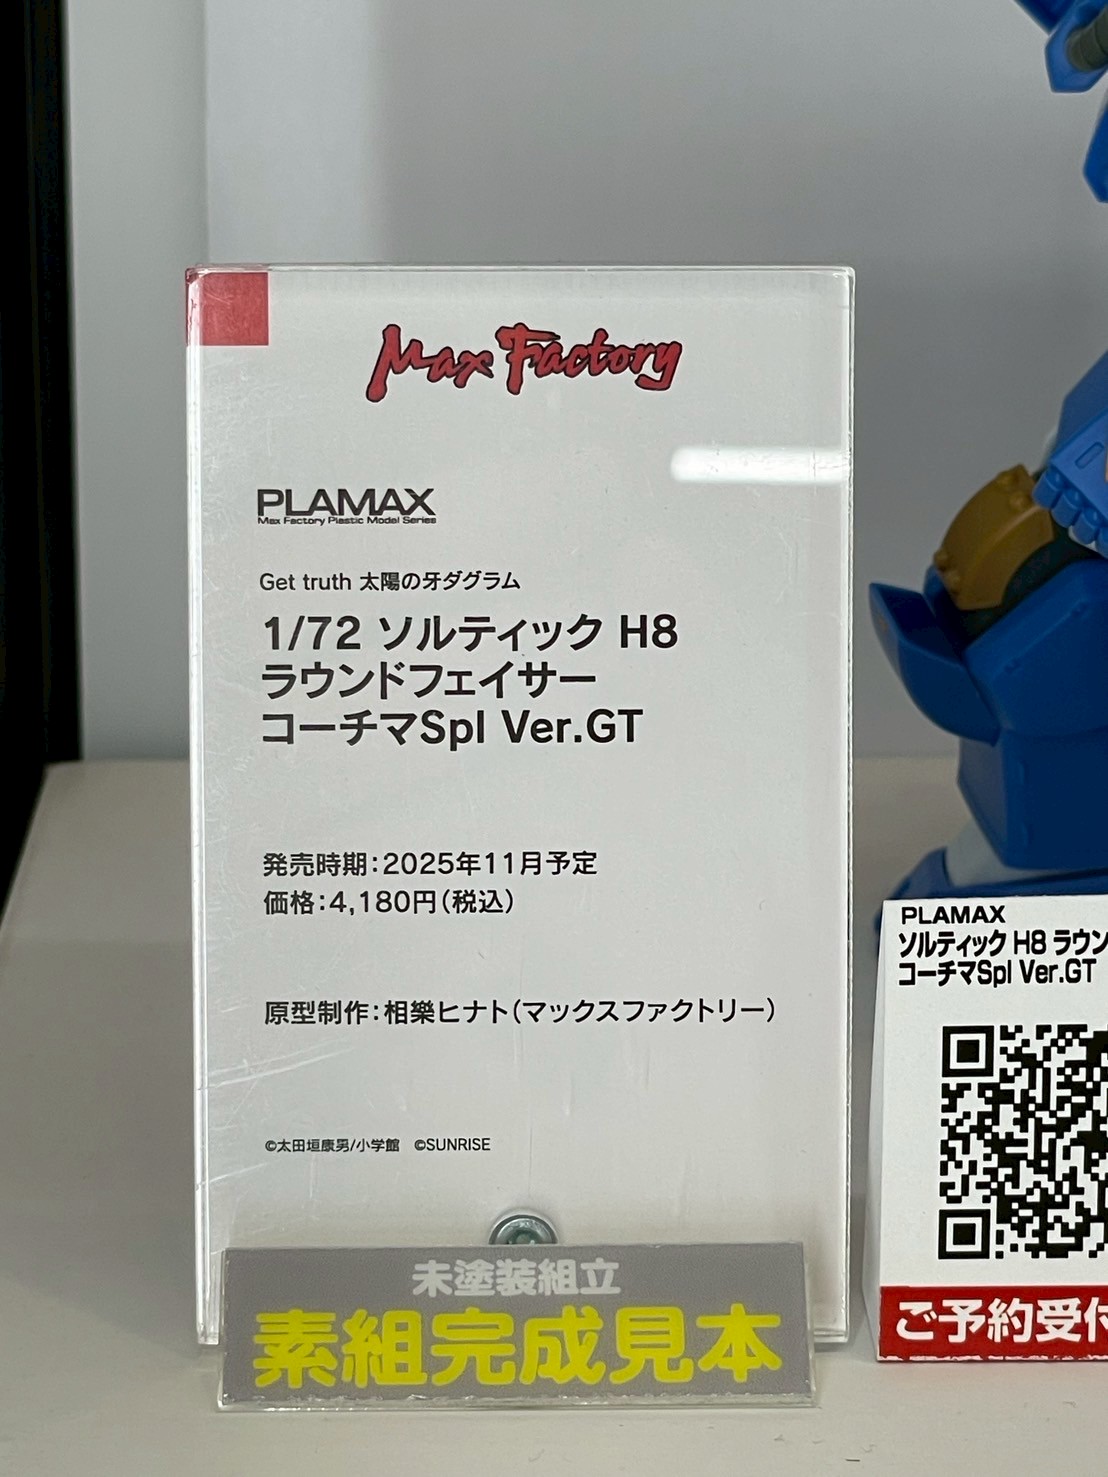 Max Factory
PLAMAX
Max Factory Plastic Model Series
Get truth 太陽の牙ダグラム
1/72 ソルティック H8
ラウンドフェイサー
コーチマSpl Ver.GT
発売時期：2025年11月予定
価格：4,180円（税込）
原型制作：相樂ヒナト（マックスファクトリー）
©太田垣康男/小学館 ©SUNRISE
未塗装組立
素組完成見本
PLAMAX
ソルティック H8 ラウン
コーチマSpl Ver.GT
ご予約受付